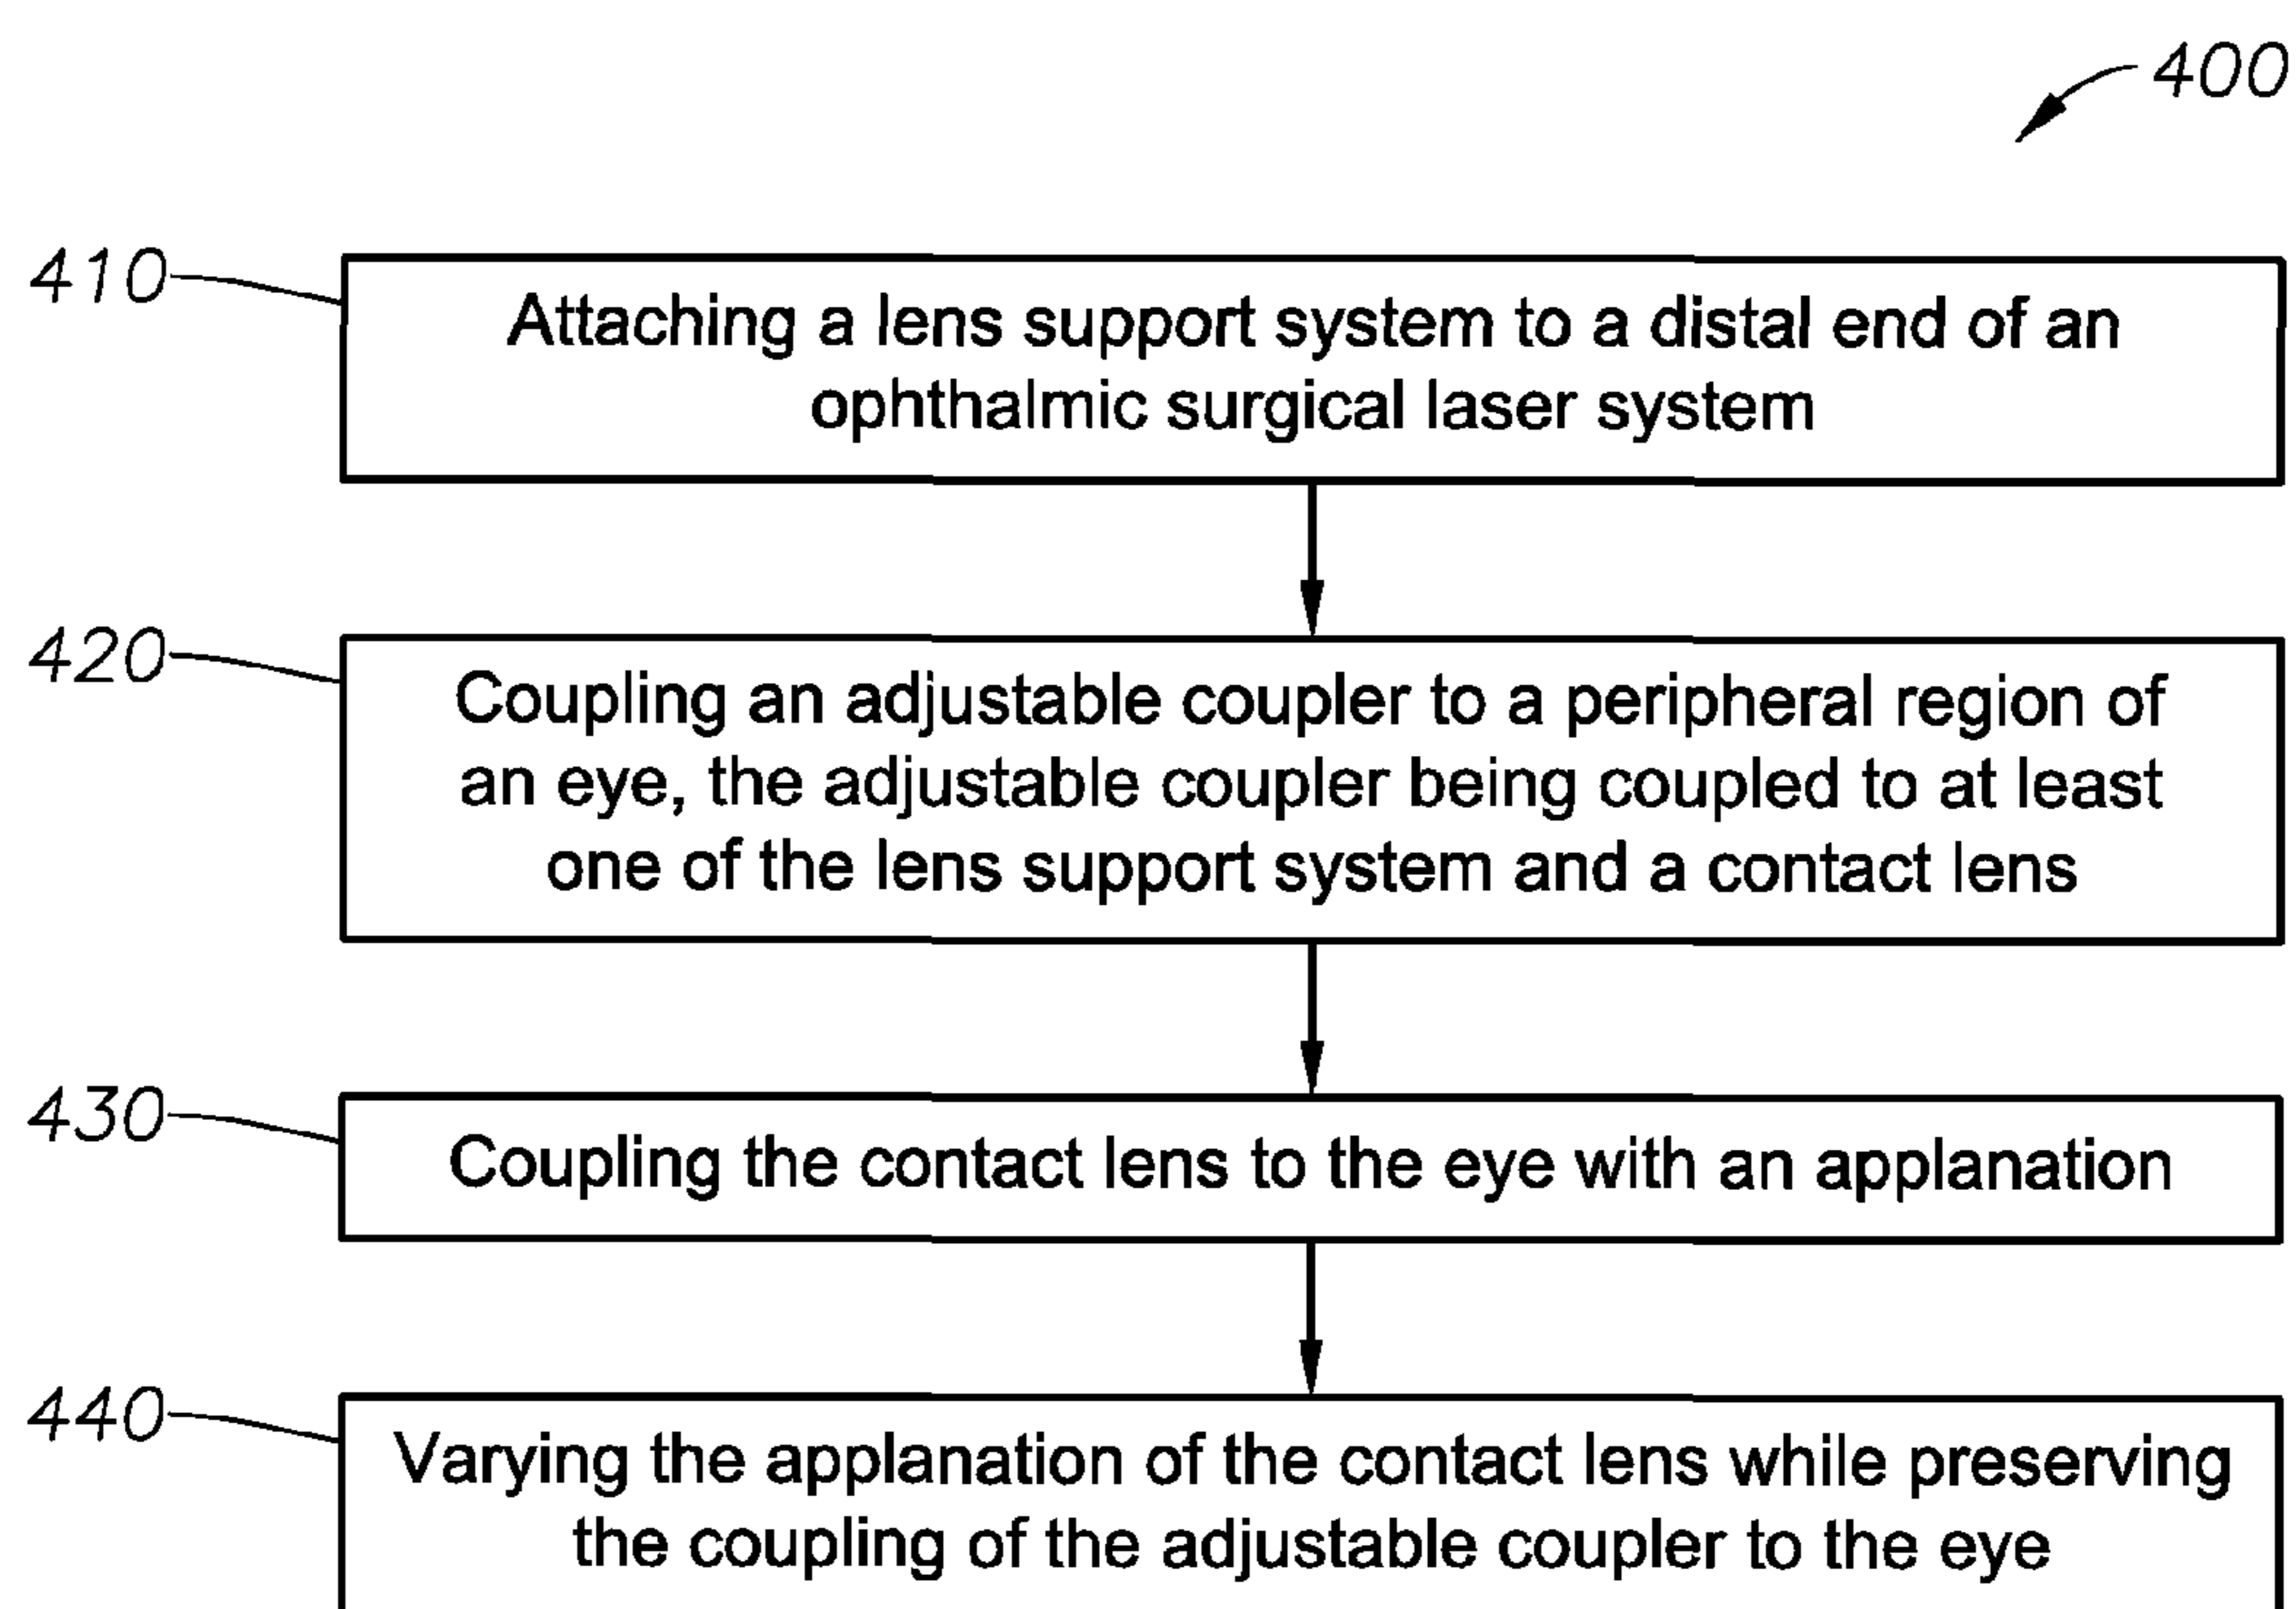 400
410
Attaching a lens support system to a distal end of an
ophthalmic surgical laser system
420
Coupling an adjustable coupler to a peripheral region of
an eye, the adjustable coupler being coupled to at least
one of the lens support system and a contact lens
430
Coupling the contact lens to the eye with an applanation
440
Varying the applanation of the contact lens while preserving
the coupling of the adjustable coupler to the eye